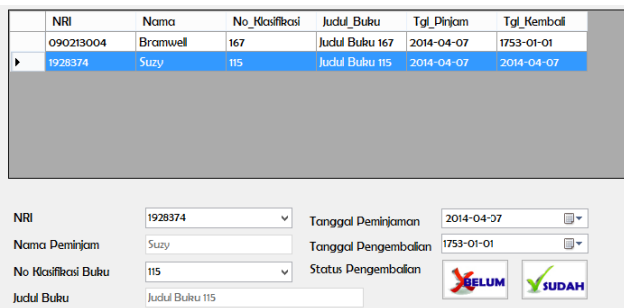 NRI Nama No_Klasifikasi Judul_Buku Tgl_Pinjam Tgl_Kembali
090213004 Bramwell 167 Judul Buku 167 2014-04-07 1753-01-01
1928374 Suzy 115 Judul Buku 115 2014-04-07 2014-04-07
NRI 1928374 Tanggal Peminjaman 2014-04-07
Nama Peminjam Suzy Tanggal Pengembalian 1753-01-01
No Klasifikasi Buku 115 Status Pengembalian BELUM SUDAH
Judul Buku Judul Buku 115